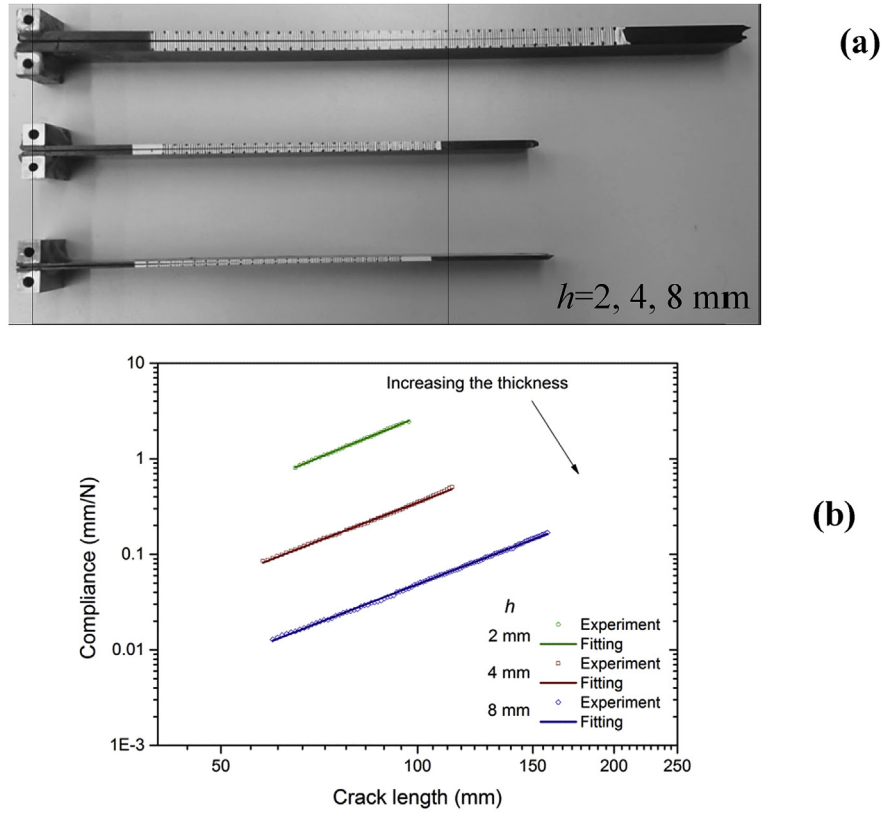 (a)
h=2, 4, 8 mm
10
Increasing the thickness
1
Compliance (mm/N)
0.1
(b)
h
2 mm
Experiment
Fitting
4 mm
Experiment
Fitting
8 mm
Experiment
Fitting
0.01
1E-3
50 100 150 200 250
Crack length (mm)